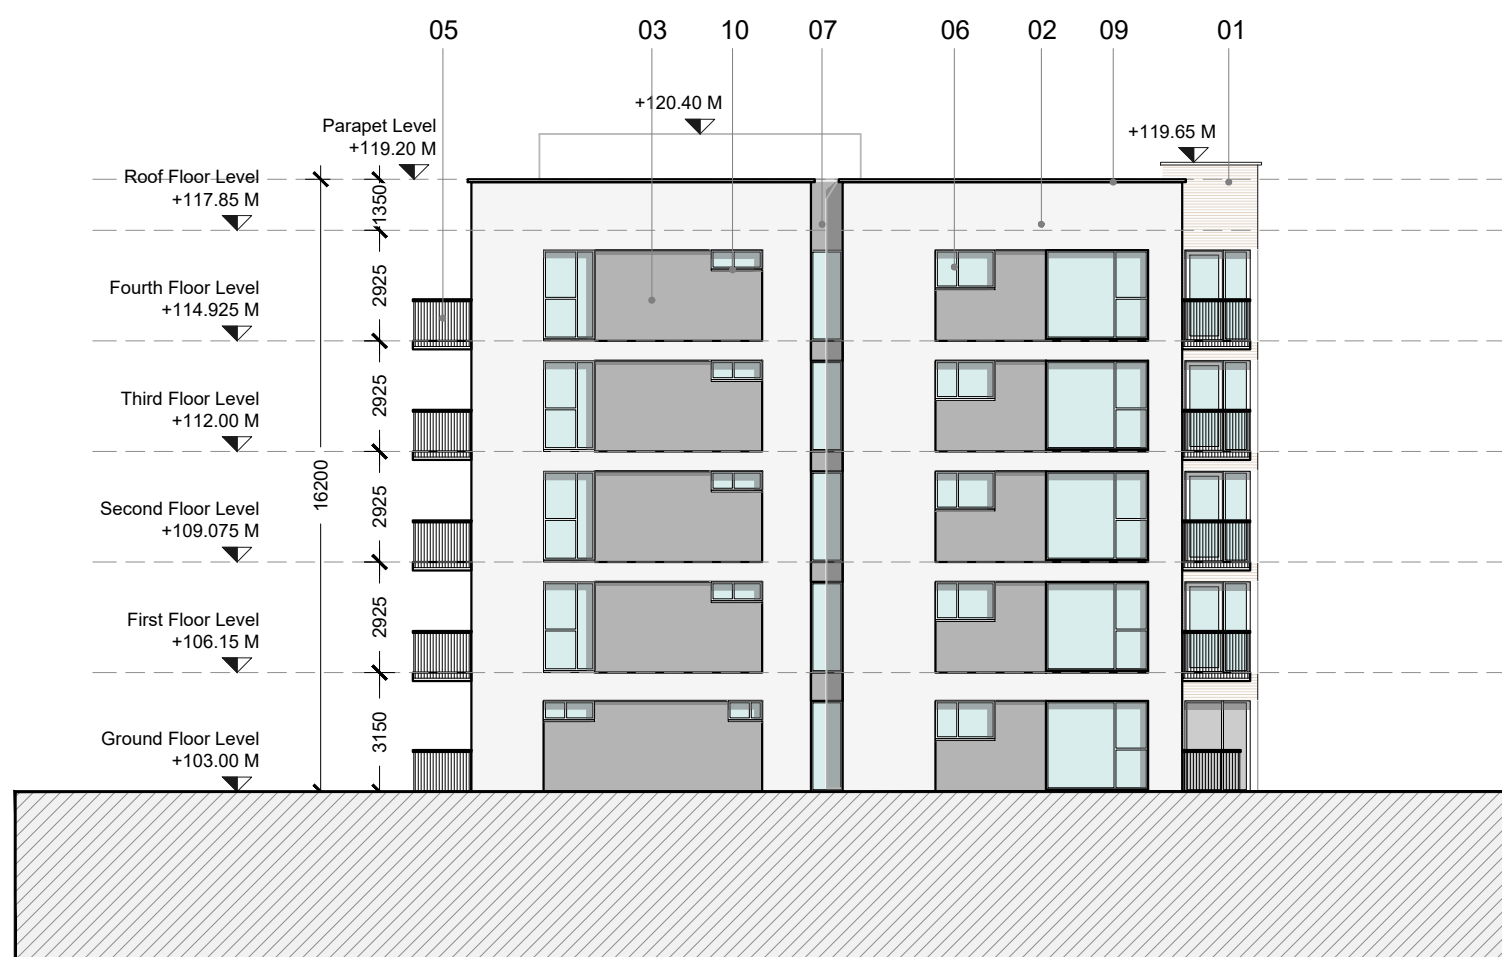 05
03
10
07
06
02
09
01
+120.40 M
Parapet Level
+119.20 M
+119.65 M
Roof Floor Level
+117.85 M
1350
Fourth Floor Level
+114.925 M
2925
Third Floor Level
+112.00 M
2925
16200
Second Floor Level
+109.075 M
2925
First Floor Level
+106.15 M
2925
Ground Floor Level
+103.00 M
3150